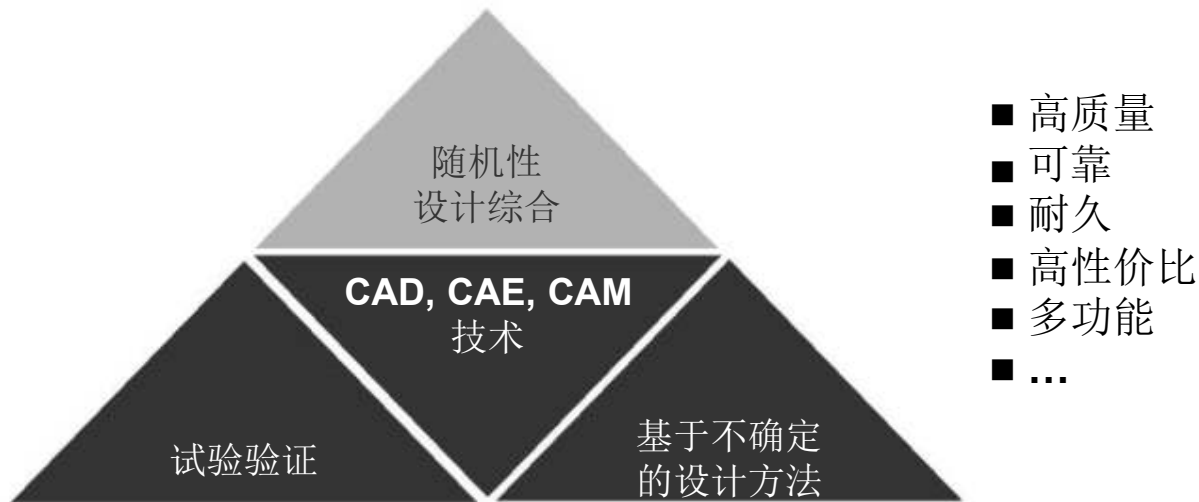 随机性
设计综合
CAD, CAE, CAM
技术
试验验证
基于不确定
的设计方法
■ 高质量
■ 可靠
■ 耐久
■ 高性价比
■ 多功能
■ ...